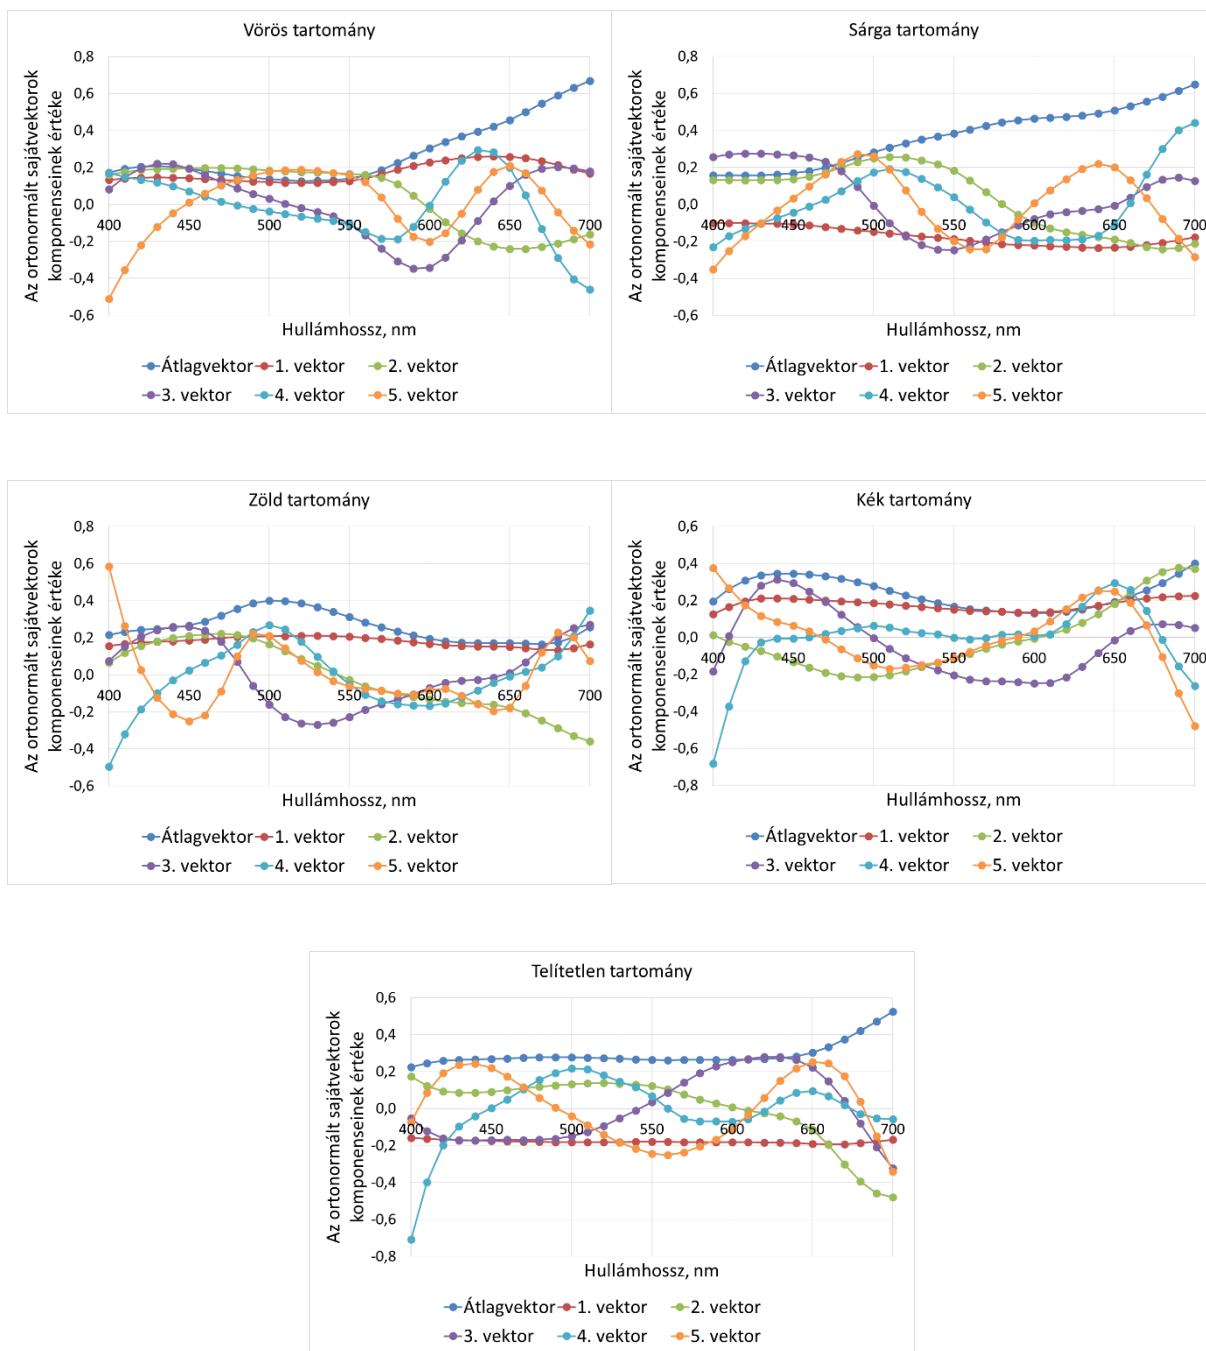 Vörös tartomány
0,8
0,6
0,4
0,2
0,0
-0,2
-0,4
-0,6
400 450 500 550 600 650 700
Az ortonormált sajátvektorok
komponenseinek értéke
Hullámhossz, nm
Átlagvektor 1. vektor 2. vektor
3. vektor 4. vektor 5. vektor
Sárga tartomány
0,8
0,6
0,4
0,2
0,0
-0,2
-0,4
-0,6
400 450 500 550 600 650 700
Az ortonormált sajátvektorok
komponenseinek értéke
Hullámhossz, nm
Átlagvektor 1. vektor 2. vektor
3. vektor 4. vektor 5. vektor
Zöld tartomány
0,8
0,6
0,4
0,2
0,0
-0,2
-0,4
-0,6
400 450 500 550 600 650 700
Az ortonormált sajátvektorok
komponenseinek értéke
Hullámhossz, nm
Átlagvektor 1. vektor 2. vektor
3. vektor 4. vektor 5. vektor
Kék tartomány
0,6
0,4
0,2
0,0
-0,2
-0,4
-0,6
-0,8
400 450 500 550 600 650 700
Az ortonormált sajátvektorok
komponenseinek értéke
Hullámhossz, nm
Átlagvektor 1. vektor 2. vektor
3. vektor 4. vektor 5. vektor
Telítetlen tartomány
0,6
0,4
0,2
0,0
-0,2
-0,4
-0,6
-0,8
400 450 500 550 600 650 700
Az ortonormált sajátvektorok
komponenseinek értéke
Hullámhossz, nm
Átlagvektor 1. vektor 2. vektor
3. vektor 4. vektor 5. vektor